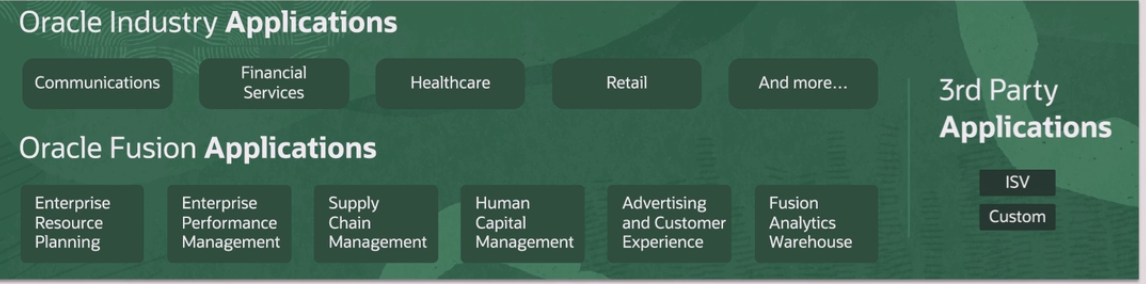 Oracle Industry Applications
Communications
Financial
Services
Healthcare
Retail
And more...
Oracle Fusion Applications
Enterprise
Resource
Planning
Enterprise
Performance
Management
Supply
Chain
Management
Human
Capital
Management
Advertising
and Customer
Experience
Fusion
Analytics
Warehouse
3rd Party
Applications
ISV
Custom